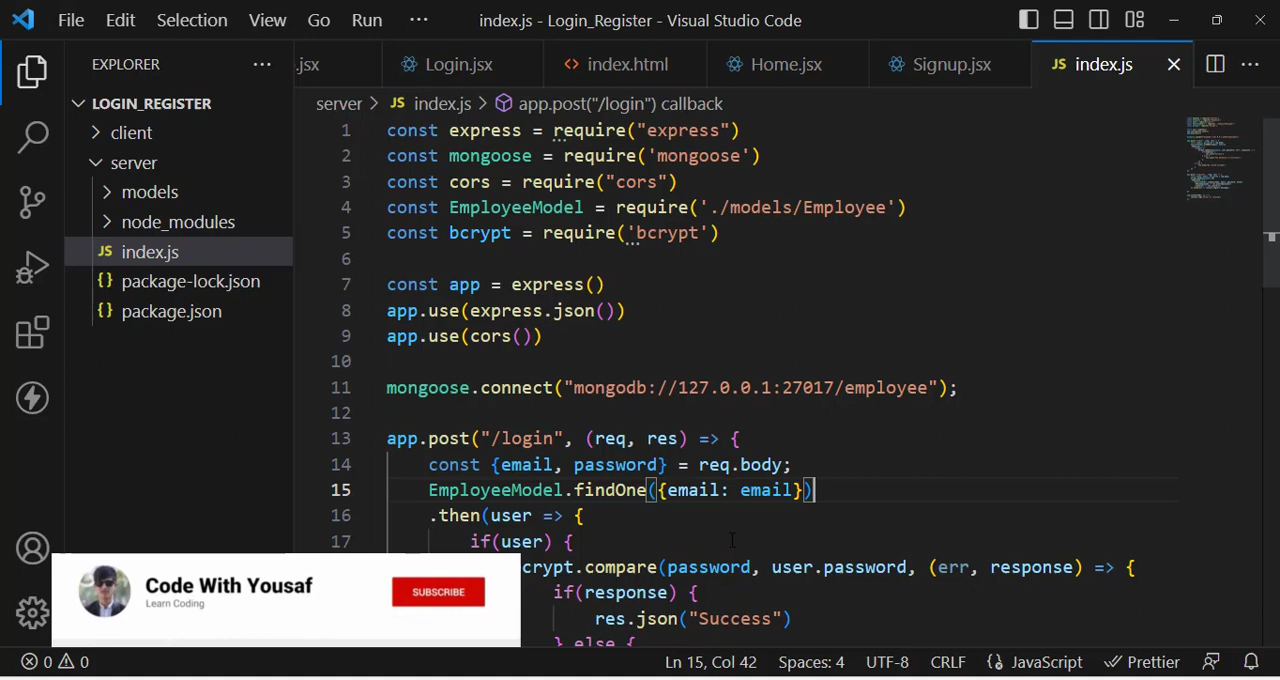 File Edit Selection View Go Run ··· index.js - Login_Register - Visual Studio Code
EXPLORER ···
.jsx Login.jsx <> index.html Home.jsx Signup.jsx JS index.js ···
LOGIN_REGISTER
client
server
models
node_modules
JS index.js
{} package-lock.json
{} package.json
server > JS index.js > app.post("/login") callback
1 const express = require("express")
2 const mongoose = require('mongoose')
3 const cors = require("cors")
4 const EmployeeModel = require('./models/Employee')
5 const bcrypt = require('bcrypt')
6
7 const app = express()
8 app.use(express.json())
9 app.use(cors())
10
11 mongoose.connect("mongodb://127.0.0.1:27017/employee");
12
13 app.post("/login", (req, res) => {
14 const {email, password} = req.body;
15 EmployeeModel.findOne({email: email})
16 .then(user => {
17 if(user) {
crypt.compare(password, user.password, (err, response) => {
if(response) {
res.json("Success")
} else {
Code With Yousaf
Learn Coding
SUBSCRIBE
0 0 Ln 15, Col 42 Spaces: 4 UTF-8 CRLF {} JavaScript Prettier